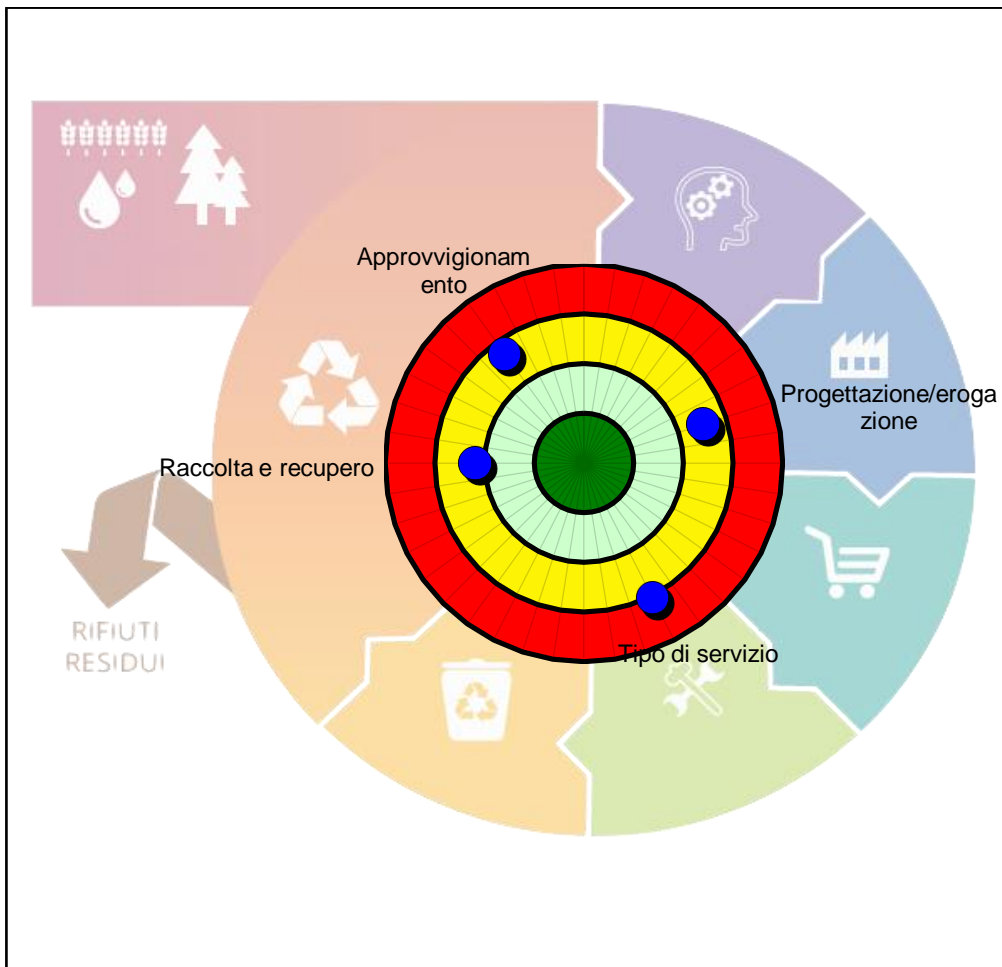 Approvvigionam
ento
Progettazione/eroga
zione
Raccolta e recupero
RIFIUTI
RESIDUI
Tipo di servizio